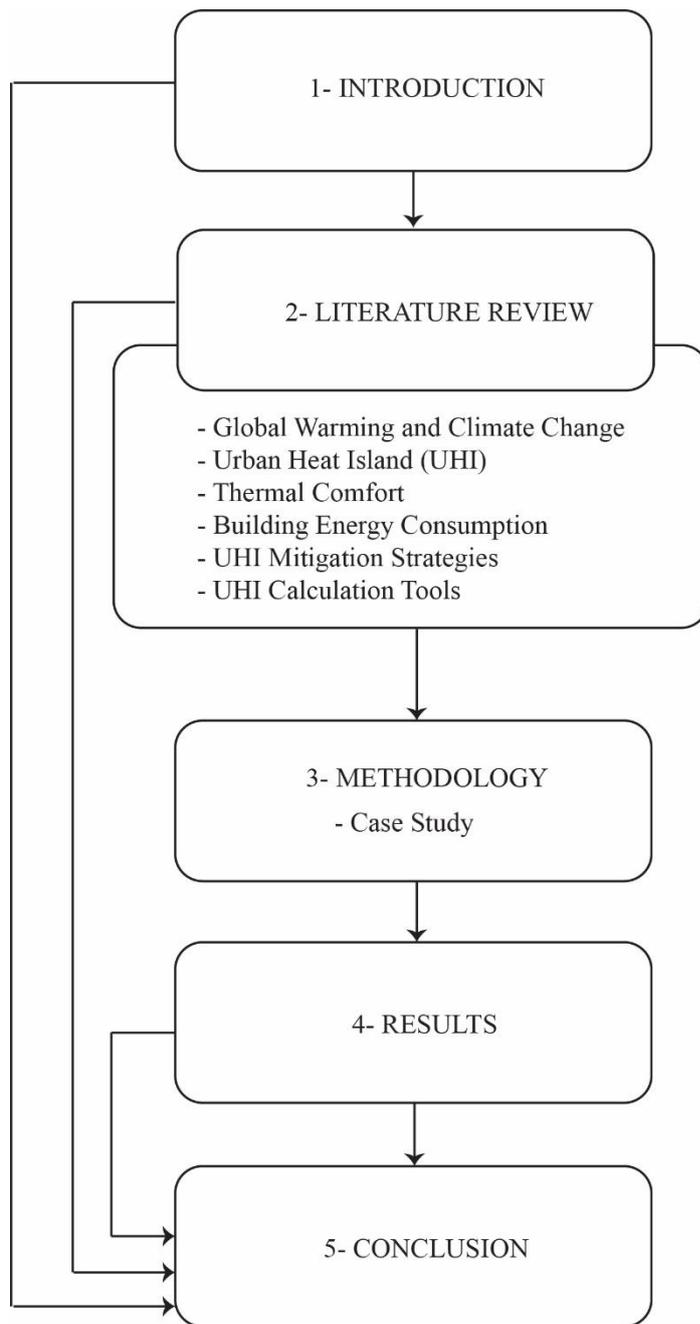 1- INTRODUCTION
2- LITERATURE REVIEW
- Global Warming and Climate Change
- Urban Heat Island (UHI)
- Thermal Comfort
- Building Energy Consumption
- UHI Mitigation Strategies
- UHI Calculation Tools
3- METHODOLOGY
- Case Study
4- RESULTS
5- CONCLUSION